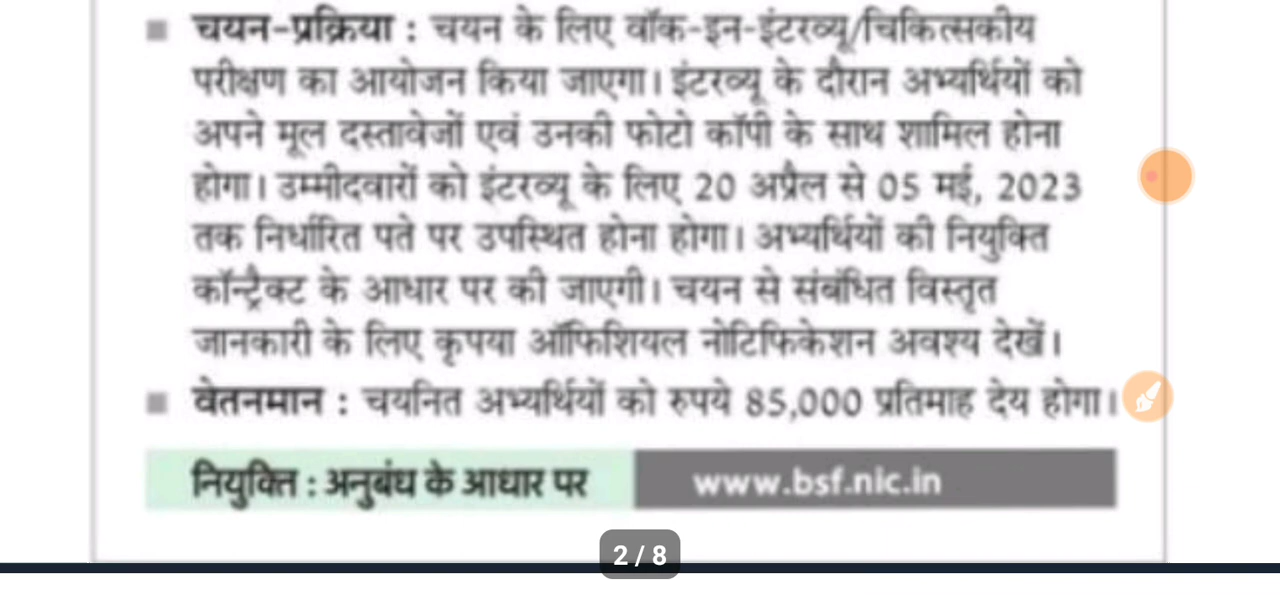 ■ चयन-प्रक्रिया : चयन के लिए वॉक-इन-इंटरव्यू/चिकित्सकीय
परीक्षण का आयोजन किया जाएगा। इंटरव्यू के दौरान अभ्यर्थियों को
अपने मूल दस्तावेजों एवं उनकी फोटो कॉपी के साथ शामिल होना
होगा। उम्मीदवारों को इंटरव्यू के लिए 20 अप्रैल से 05 मई, 2023
तक निर्धारित पते पर उपस्थित होना होगा। अभ्यर्थियों की नियुक्ति
कॉन्ट्रैक्ट के आधार पर की जाएगी। चयन से संबंधित विस्तृत
जानकारी के लिए कृपया ऑफिशियल नोटिफिकेशन अवश्य देखें।
■ वेतनमान : चयनित अभ्यर्थियों को रुपये 85,000 प्रतिमाह देय होगा।
नियुक्ति : अनुबंध के आधार पर www.bsf.nic.in
2 / 8